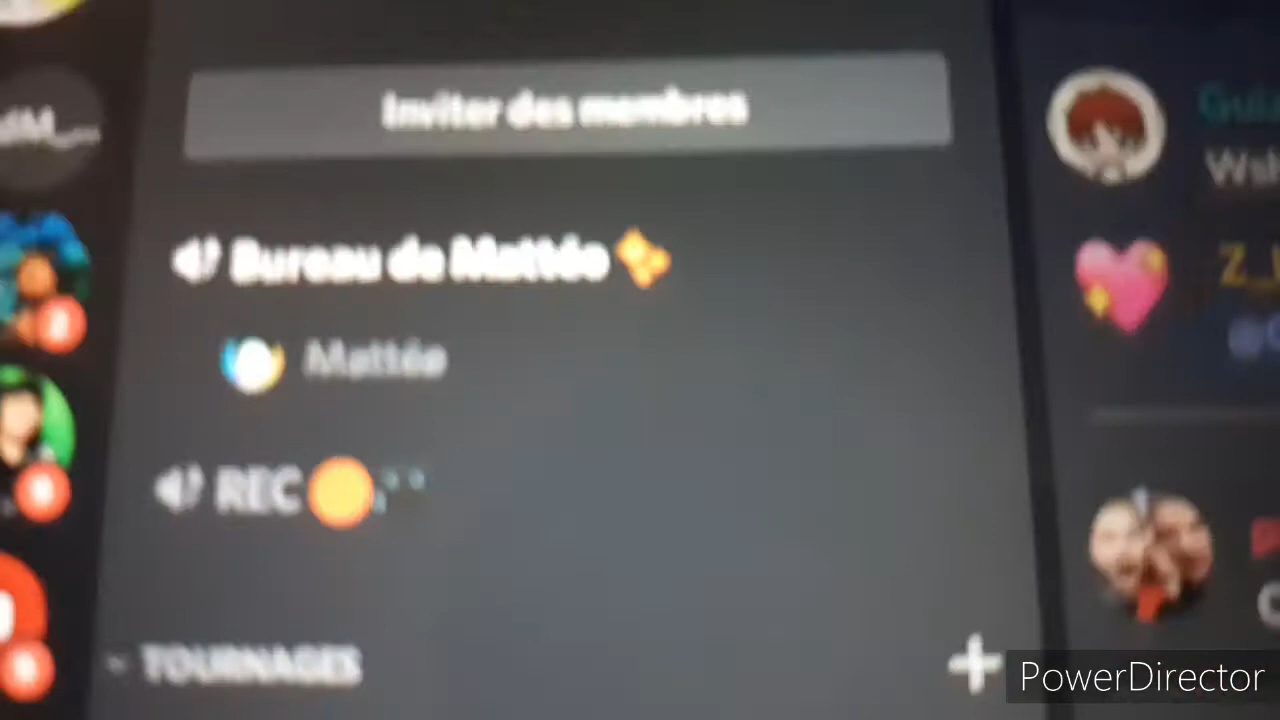 Inviter des membres
Bureau de Mattéo
Mattéo
REC
TOURNAGES
PowerDirector